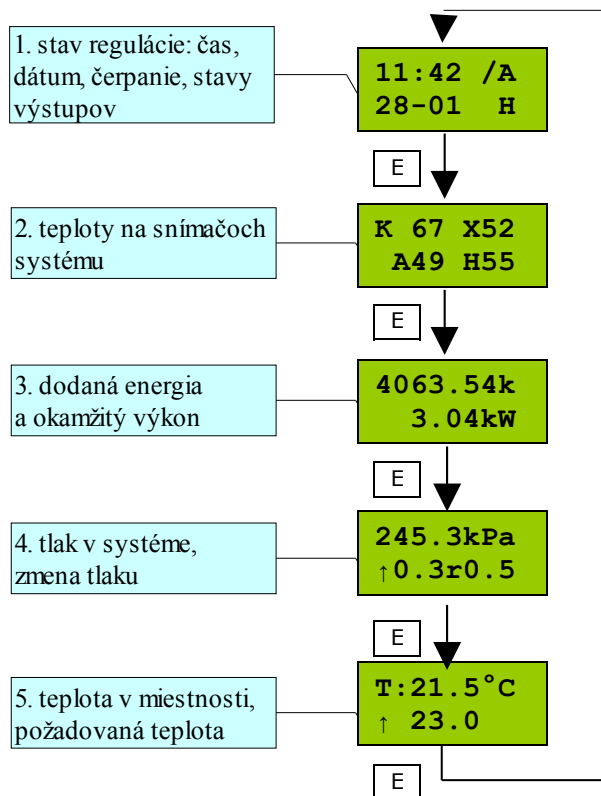 1. stav regulácie: čas,
dátum, čerpanie, stavy
výstupov
11:42 /A
28-01 H
E
2. teploty na snímačoch
systému
K 67 X52
A49 H55
E
3. dodaná energia
a okamžitý výkon
4063.54k
3.04kW
E
4. tlak v systéme,
zmena tlaku
245.3kPa
↑0.3r0.5
E
5. teplota v miestnosti,
požadovaná teplota
T:21.5°C
↑ 23.0
E